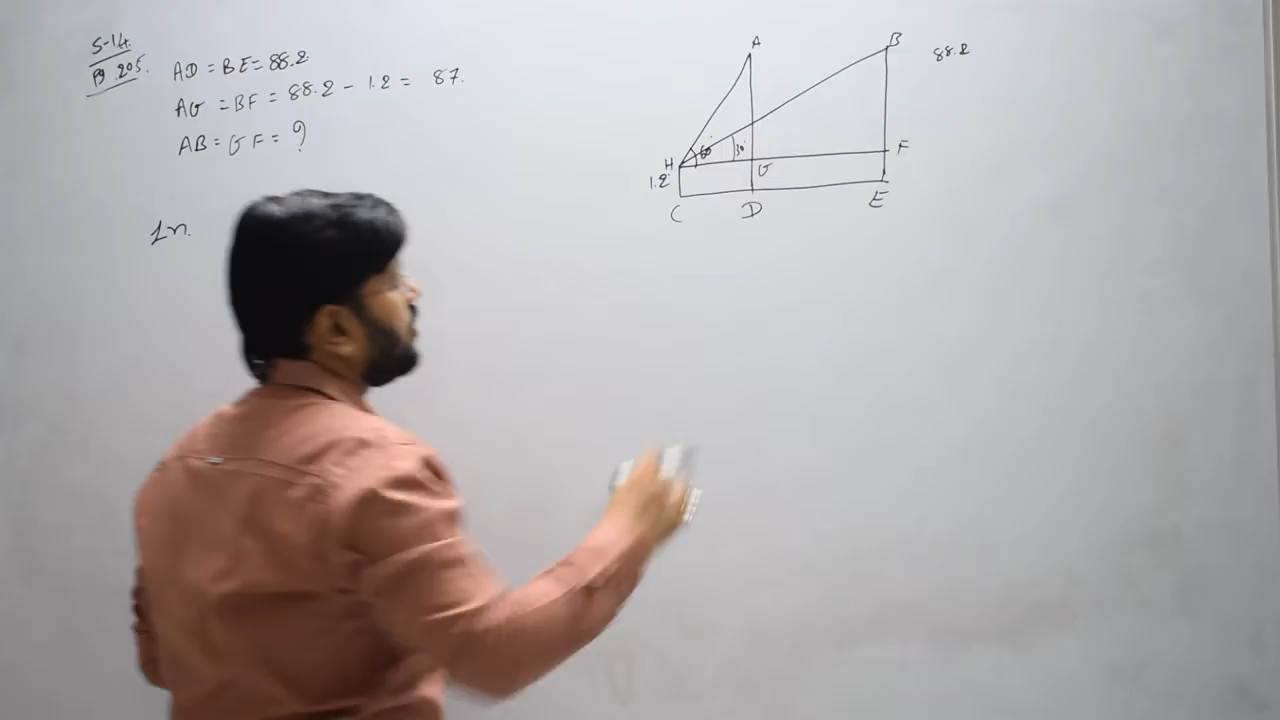 S-14.
Pg.205.
AD = BE = 88.2
AG = BF = 88.2 - 1.2 = 87.
AB = GF = ?
In.
A
B
88.2
H
60°
30°
G
F
1.2
C
D
E